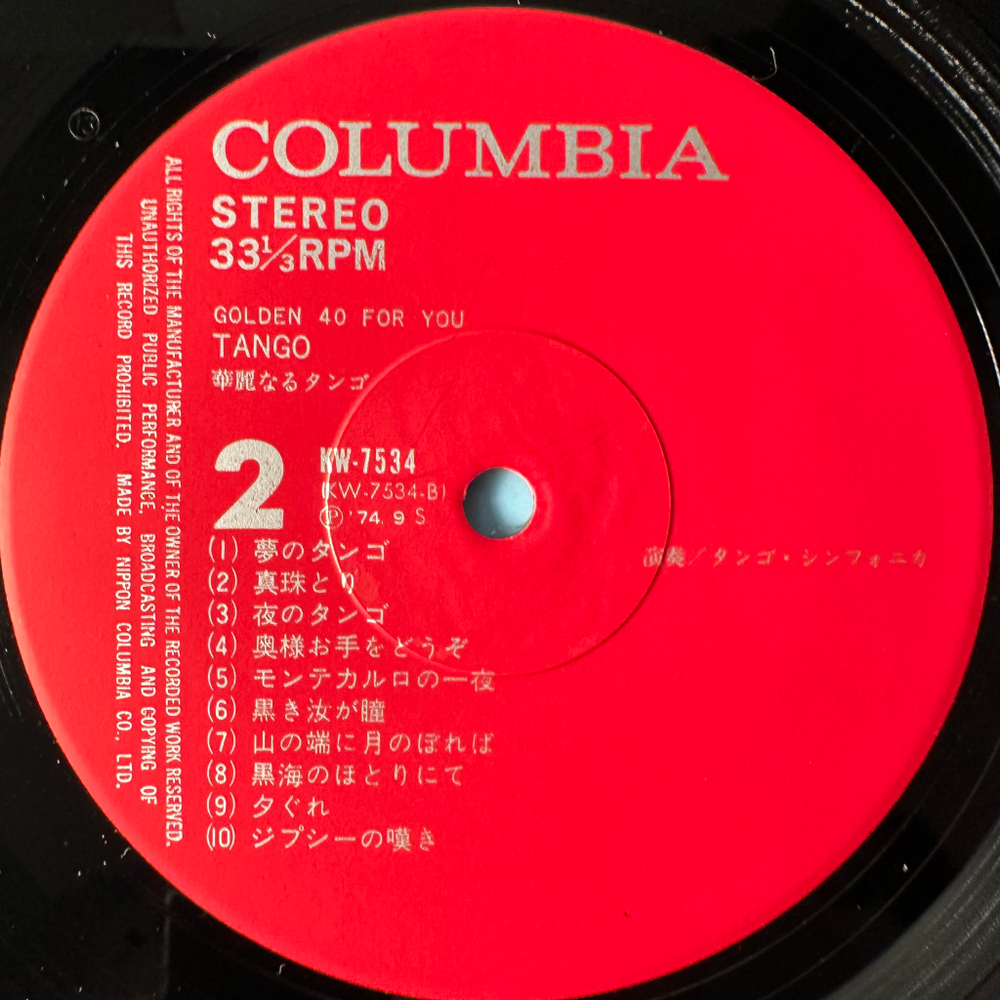 COLUMBIA
STEREO
33⅓RPM
GOLDEN 40 FOR YOU
TANGO
華麗なるタンゴ
2
KW-7534
(KW-7534-B)
Ⓟ'74.9 S
(1) 夢のタンゴ
(2) 真珠とり
(3) 夜のタンゴ
(4) 奥様お手をどうぞ
(5) モンテカルロの一夜
(6) 黒き汝が瞳
(7) 山の端に月のぼれば
(8) 黒海のほとりにて
(9) 夕ぐれ
(10) ジプシーの嘆き
演奏/タンゴ・シンフォニカ
ALL RIGHTS OF THE MANUFACTURER AND OF THE OWNER OF THE RECORDED WORK RESERVED.
UNAUTHORIZED PUBLIC PERFORMANCE, BROADCASTING AND COPYING OF
THIS RECORD PROHIBITED. MADE BY NIPPON COLUMBIA CO., LTD.